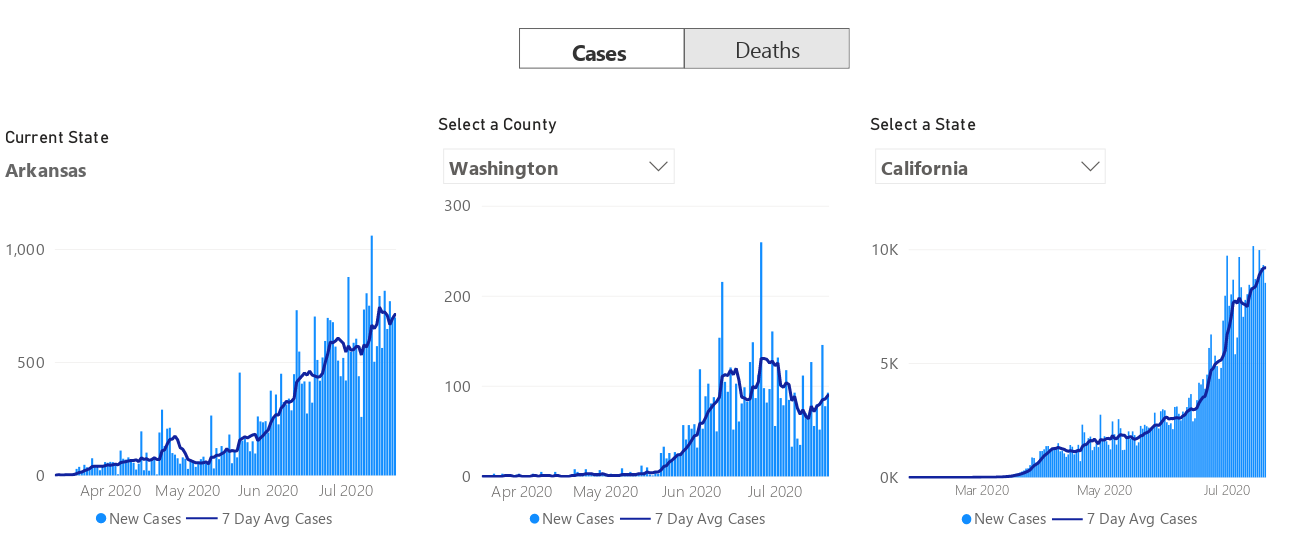 Cases
Deaths
Current State
Arkansas
1,000
500
0
Apr 2020
May 2020
Jun 2020
Jul 2020
New Cases
7 Day Avg Cases
Select a County
Washington
300
200
100
0
Apr 2020
May 2020
Jun 2020
Jul 2020
New Cases
7 Day Avg Cases
Select a State
California
10K
5K
0K
Mar 2020
May 2020
Jul 2020
New Cases
7 Day Avg Cases